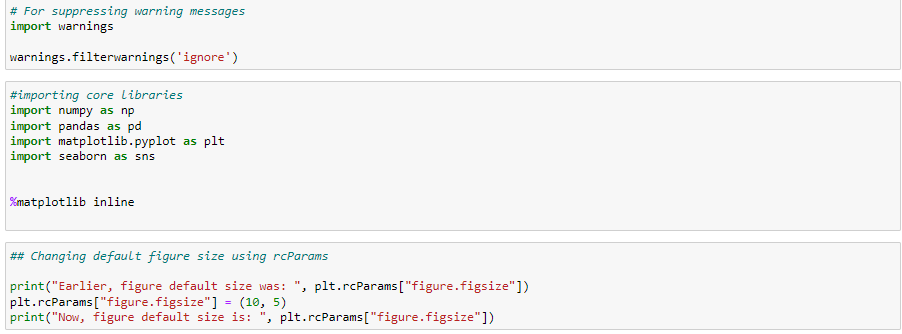 # For suppressing warning messages
import warnings
warnings.filterwarnings('ignore')
#importing core libraries
import numpy as np
import pandas as pd
import matplotlib.pyplot as plt
import seaborn as sns
%matplotlib inline
## Changing default figure size using rcParams
print("Earlier, figure default size was: ", plt.rcParams["figure.figsize"])
plt.rcParams["figure.figsize"] = (10, 5)
print("Now, figure default size is: ", plt.rcParams["figure.figsize"])